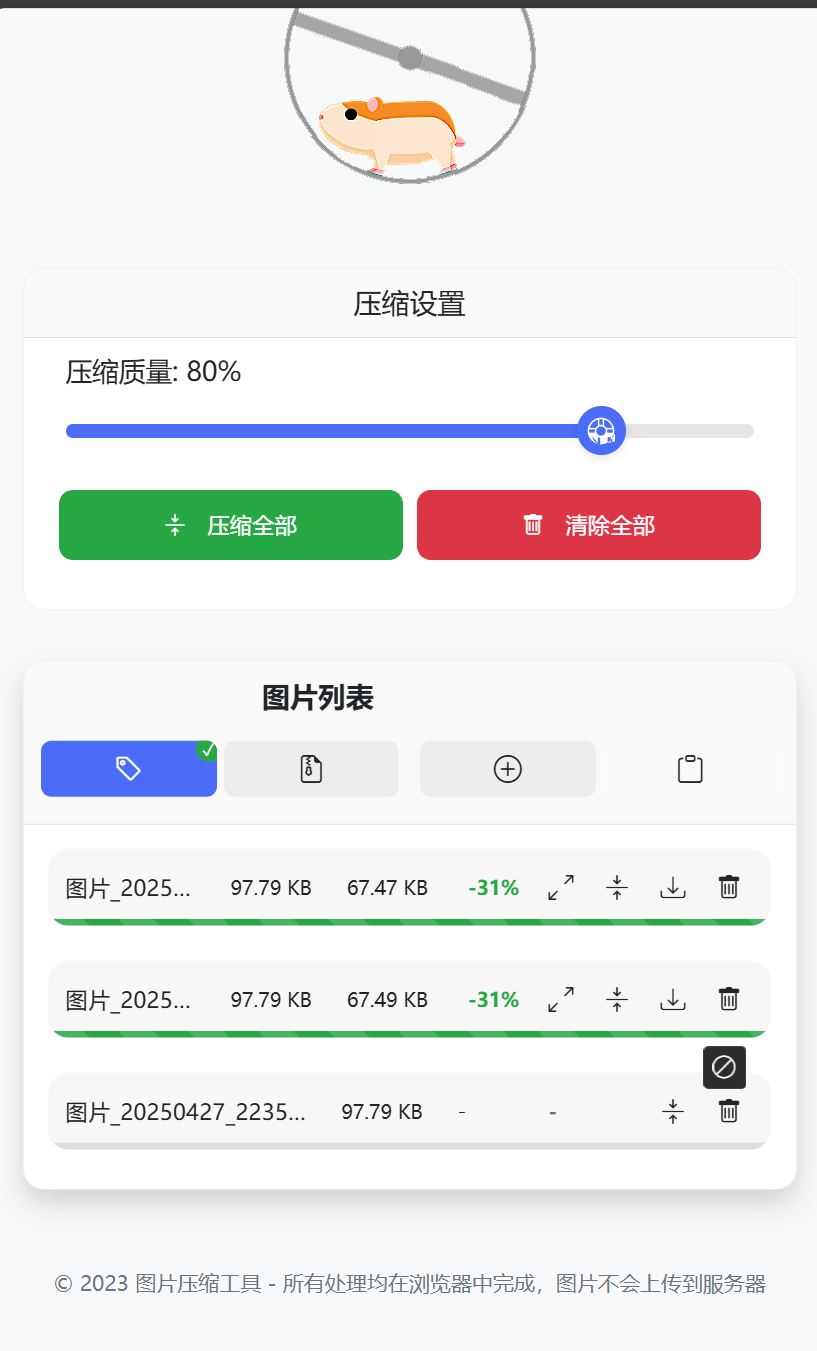 压缩设置
压缩质量: 80%
压缩全部
清除全部
图片列表
图片_2025... 97.79 KB 67.47 KB -31%
图片_2025... 97.79 KB 67.49 KB -31%
图片_20250427_2235... 97.79 KB - -
© 2023 图片压缩工具 - 所有处理均在浏览器中完成，图片不会上传到服务器